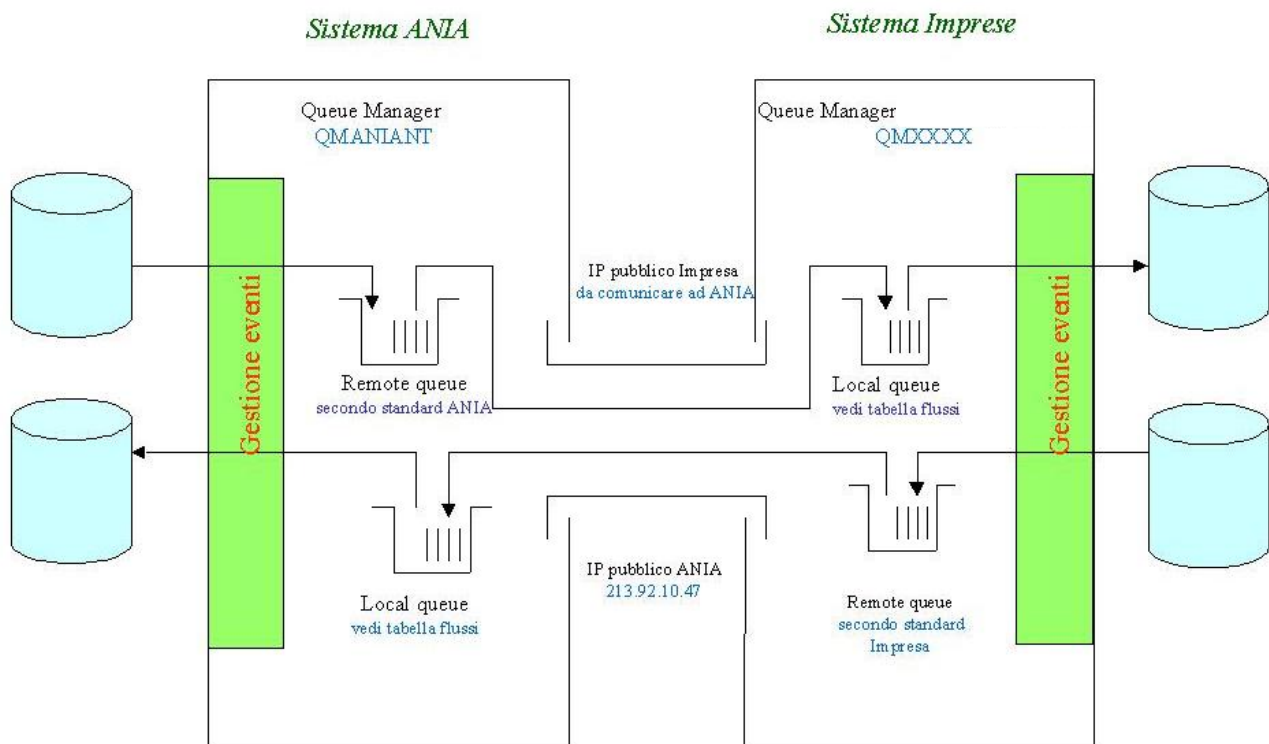 Sistema ANIA
Sistema Imprese
Queue Manager
QMANIANT
Queue Manager
QMXXXX
Gestione eventi
IP pubblico Impresa
da comunicare ad ANIA
Gestione eventi
Remote queue
secondo standard ANIA
Local queue
vedi tabella flussi
IP pubblico ANIA
213.92.10.47
Local queue
vedi tabella flussi
Remote queue
secondo standard
Impresa